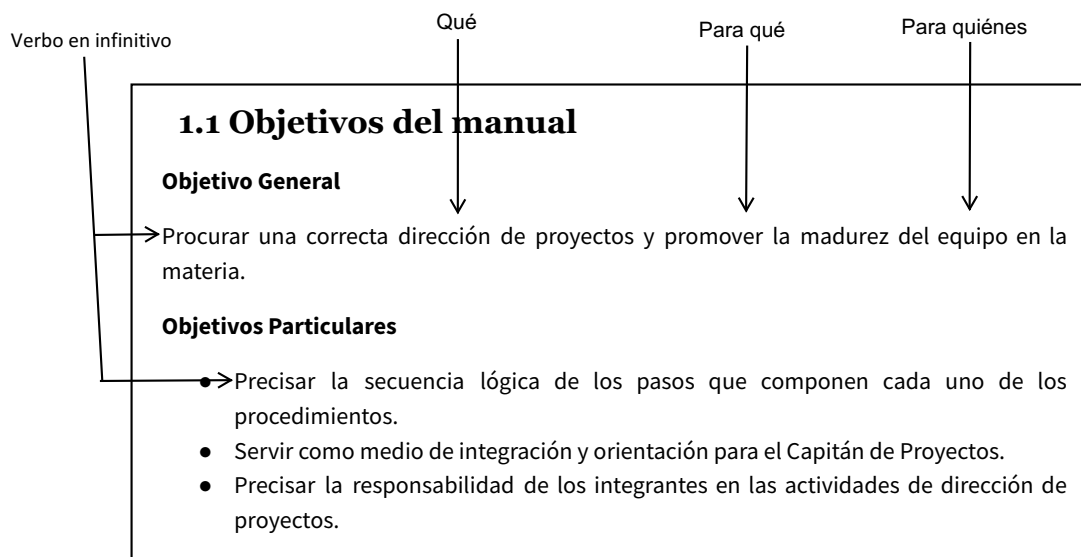 Verbo en infinitivo
Qué
Para qué
Para quiénes
1.1 Objetivos del manual
Objetivo General
Procurar una correcta dirección de proyectos y promover la madurez del equipo en la
materia.
Objetivos Particulares
● Precisar la secuencia lógica de los pasos que componen cada uno de los
procedimientos.
● Servir como medio de integración y orientación para el Capitán de Proyectos.
● Precisar la responsabilidad de los integrantes en las actividades de dirección de
proyectos.